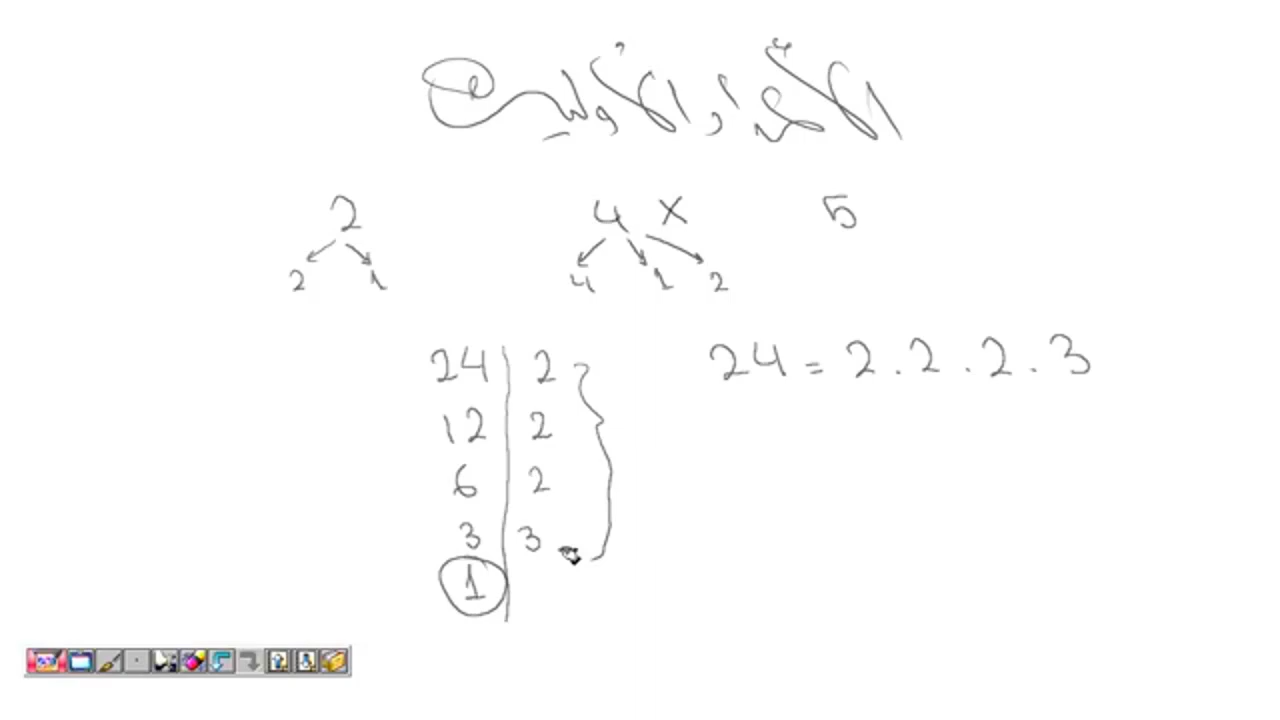 الأعداد الأولية
2 4 X 5
2 1 4 1 2
24 2 24 = 2 . 2 . 2 . 3
12 2
6 2
3 3
1